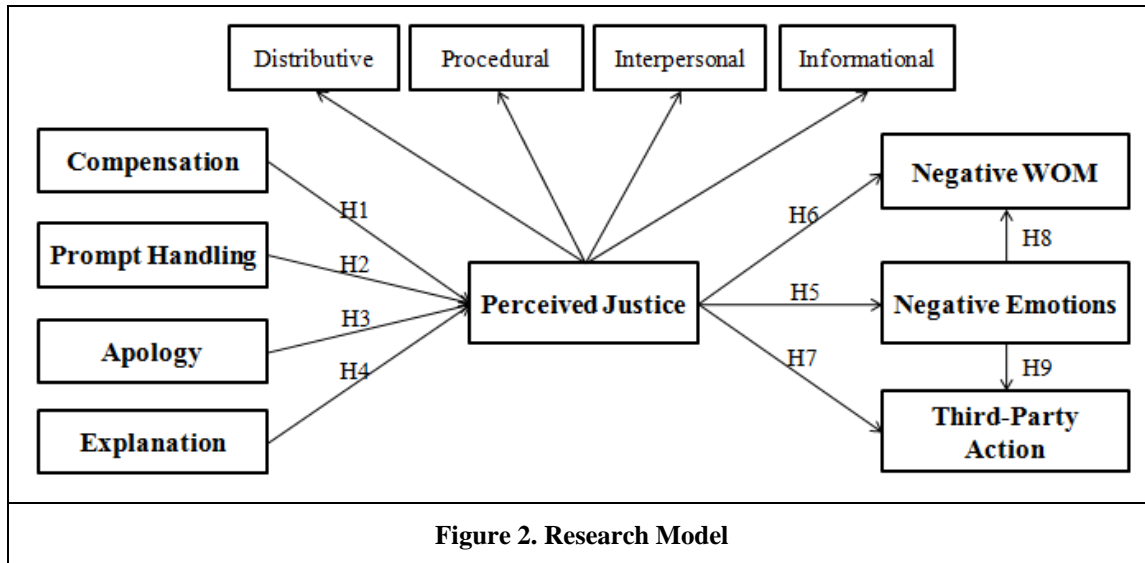 Distributive
Procedural
Interpersonal
Informational
Compensation
Prompt Handling
Apology
Explanation
H1
H2
H3
H4
Perceived Justice
H6
H5
H7
Negative WOM
H8
Negative Emotions
H9
Third-Party
Action
Figure 2. Research Model